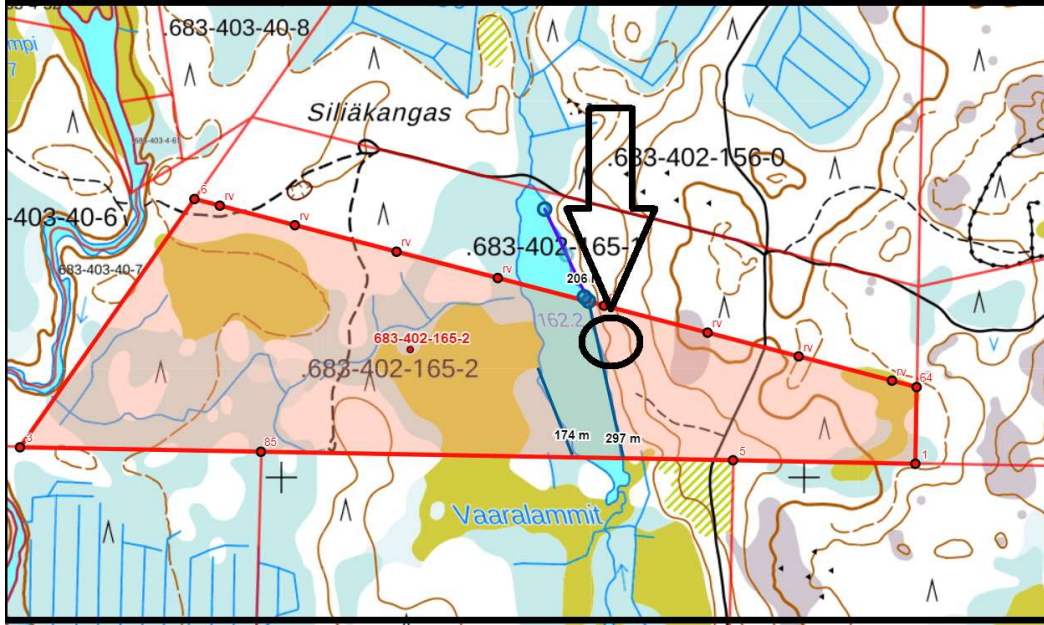 .683-403-40-8
mpi
7
Siliäkangas
683-403-4-6
.683-402-156-0
6
rv
-403-40-6
rv
rv
.683-402-165-1
683-403-40-7
rv
206
162.2
rv
683-402-165-2
rv
.683-402-165-2
rv
64
3
85
174 m
297 m
5
1
Vaaralammit